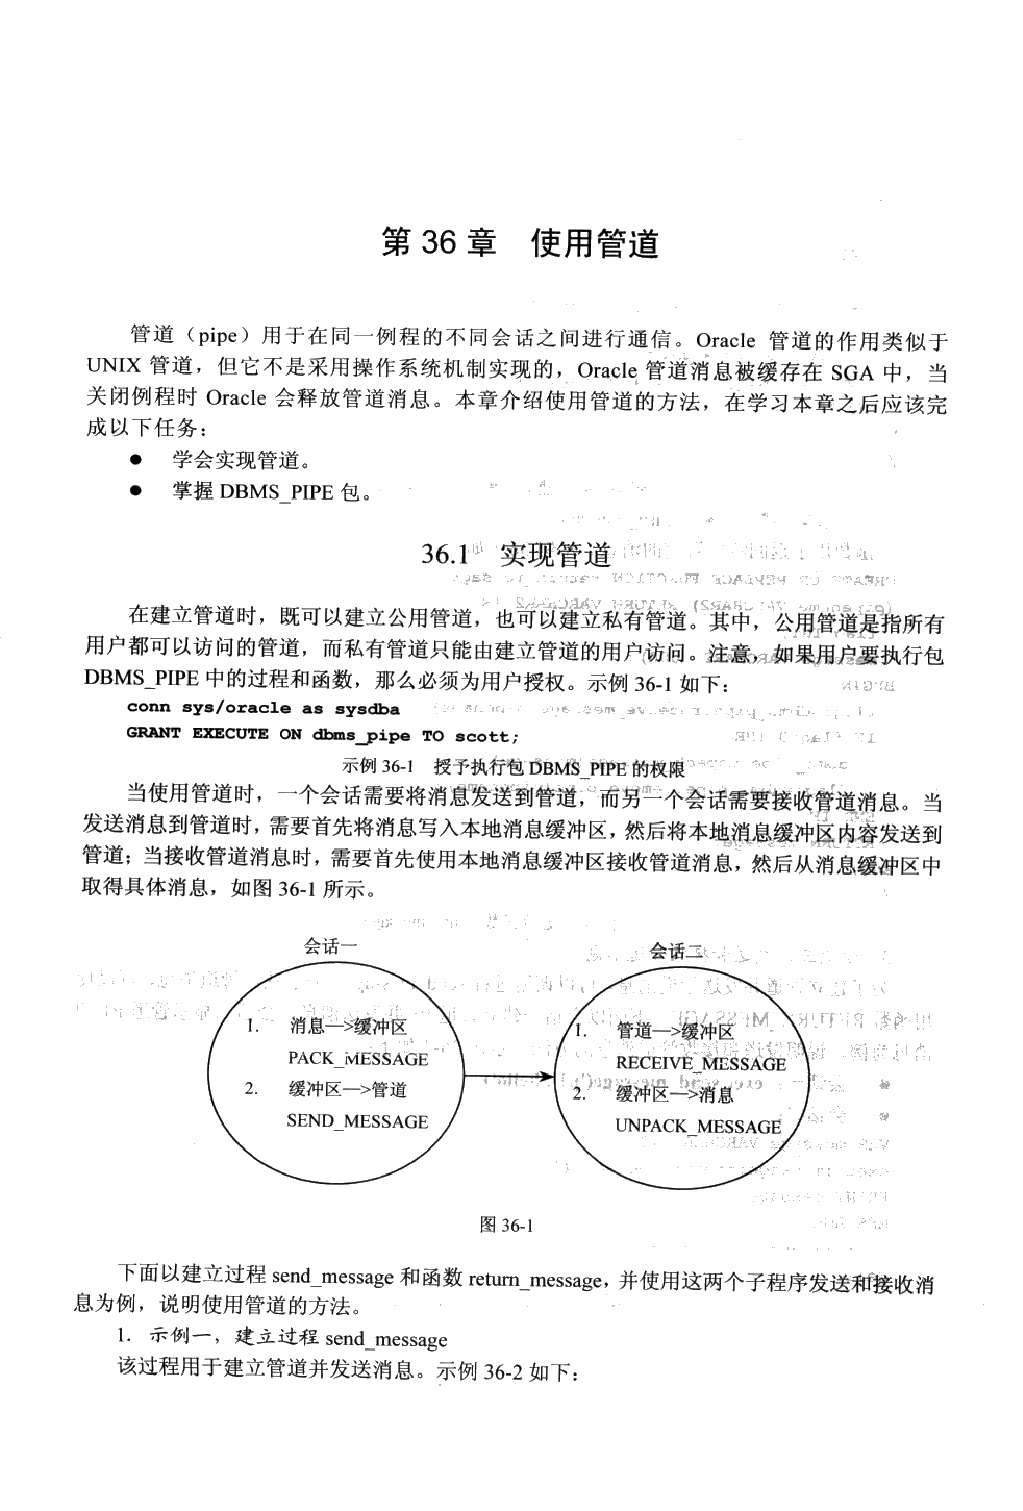 第 36 章　使用管道
管道（pipe）用于在同一例程的不同会话之间进行通信。Oracle 管道的作用类似于
UNIX 管道，但它不是采用操作系统机制实现的，Oracle 管道消息被缓存在 SGA 中，当
关闭例程时 Oracle 会释放管道消息。本章介绍使用管道的方法，在学习本章之后应该完
成以下任务：
● 学会实现管道。
● 掌握 DBMS_PIPE 包。
36.1　实现管道
在建立管道时，既可以建立公用管道，也可以建立私有管道。其中，公用管道是指所有
用户都可以访问的管道，而私有管道只能由建立管道的用户访问。注意，如果用户要执行包
DBMS_PIPE 中的过程和函数，那么必须为用户授权。示例 36-1 如下：
conn sys/oracle as sysdba
GRANT EXECUTE ON dbms_pipe TO scott;
示例 36-1　授予执行包 DBMS_PIPE 的权限
当使用管道时，一个会话需要将消息发送到管道，而另一个会话需要接收管道消息。当
发送消息到管道时，需要首先将消息写入本地消息缓冲区，然后将本地消息缓冲区内容发送到
管道；当接收管道消息时，需要首先使用本地消息缓冲区接收管道消息，然后从消息缓冲区中
取得具体消息，如图 36-1 所示。
会话一
1. 消息—>缓冲区
PACK_MESSAGE
2. 缓冲区—>管道
SEND_MESSAGE
会话二
1. 管道—>缓冲区
RECEIVE_MESSAGE
2. 缓冲区—>消息
UNPACK_MESSAGE
图 36-1
下面以建立过程 send_message 和函数 return_message，并使用这两个子程序发送和接收消
息为例，说明使用管道的方法。
1. 示例一，建立过程 send_message
该过程用于建立管道并发送消息。示例 36-2 如下：